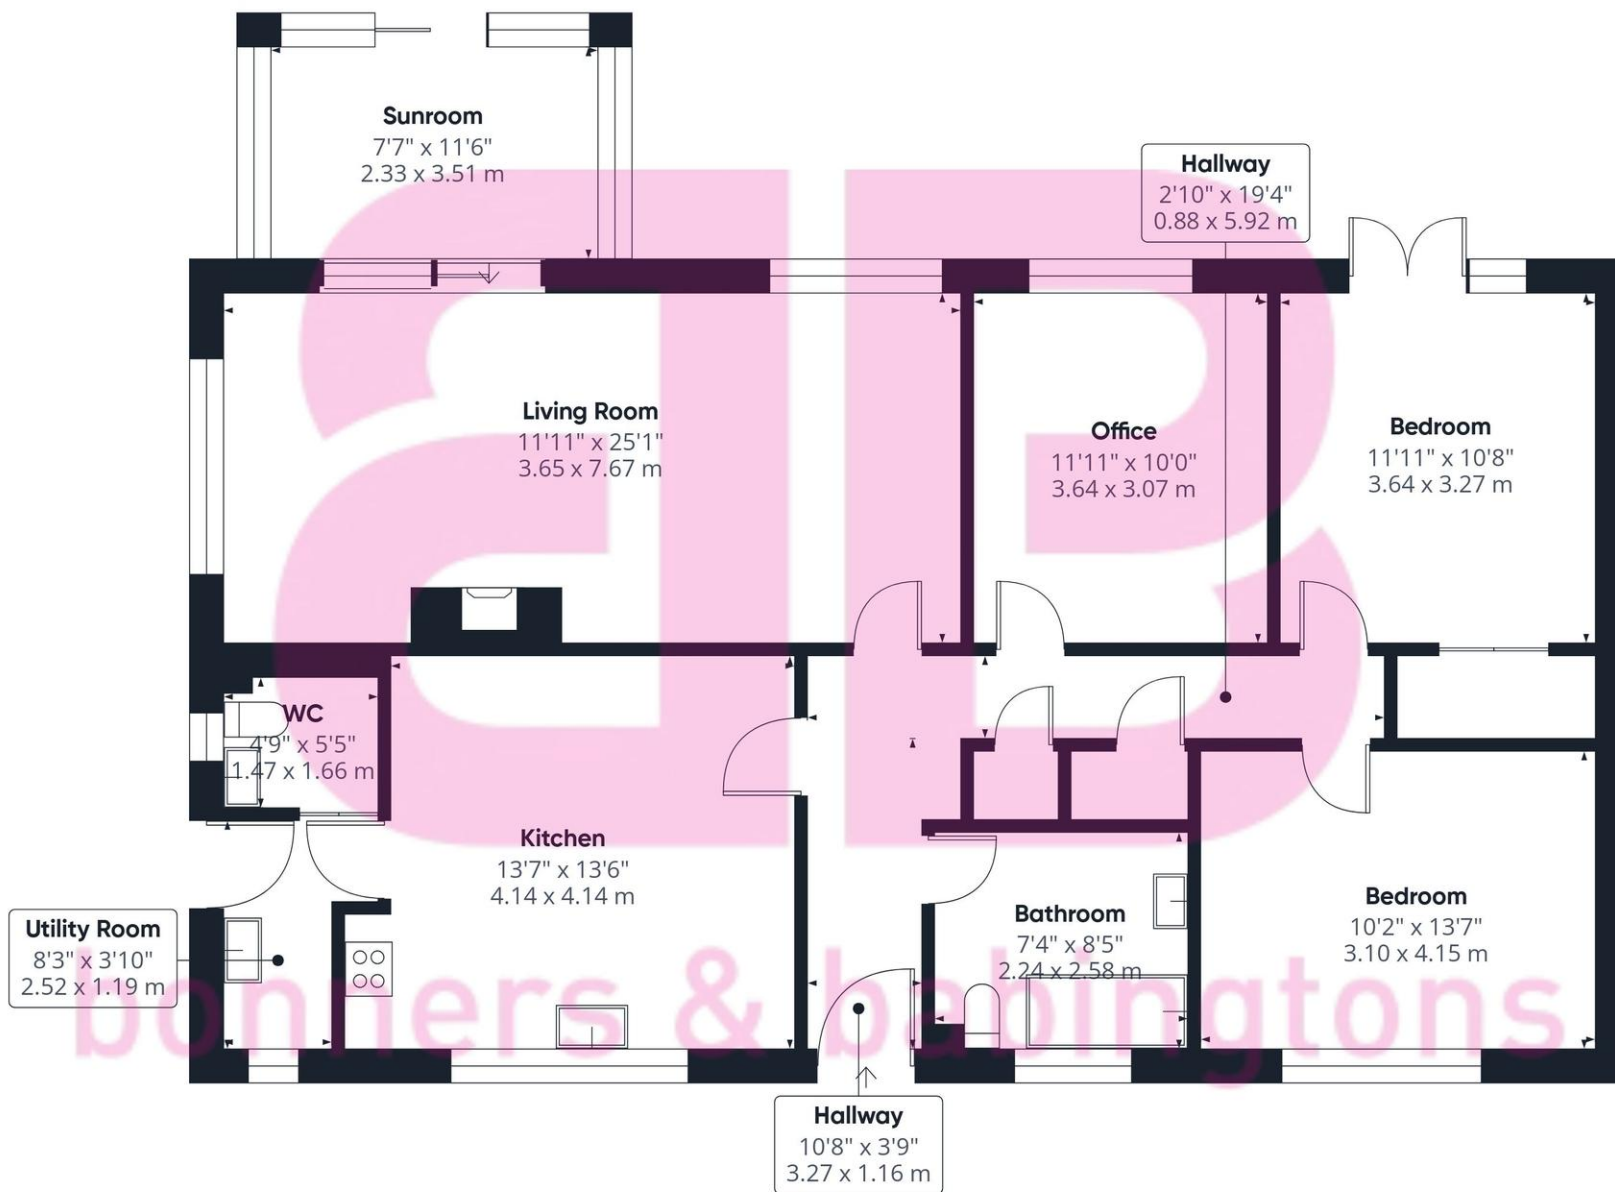 Sunroom
7'7" x 11'6"
2.33 x 3.51 m
Hallway
2'10" x 19'4"
0.88 x 5.92 m
Living Room
11'11" x 25'1"
3.65 x 7.67 m
Office
11'11" x 10'0"
3.64 x 3.07 m
Bedroom
11'11" x 10'8"
3.64 x 3.27 m
WC
4'9" x 5'5"
1.47 x 1.66 m
Kitchen
13'7" x 13'6"
4.14 x 4.14 m
Utility Room
8'3" x 3'10"
2.52 x 1.19 m
Bathroom
7'4" x 8'5"
2.24 x 2.58 m
Bedroom
10'2" x 13'7"
3.10 x 4.15 m
bonners & babingtons
Hallway
10'8" x 3'9"
3.27 x 1.16 m